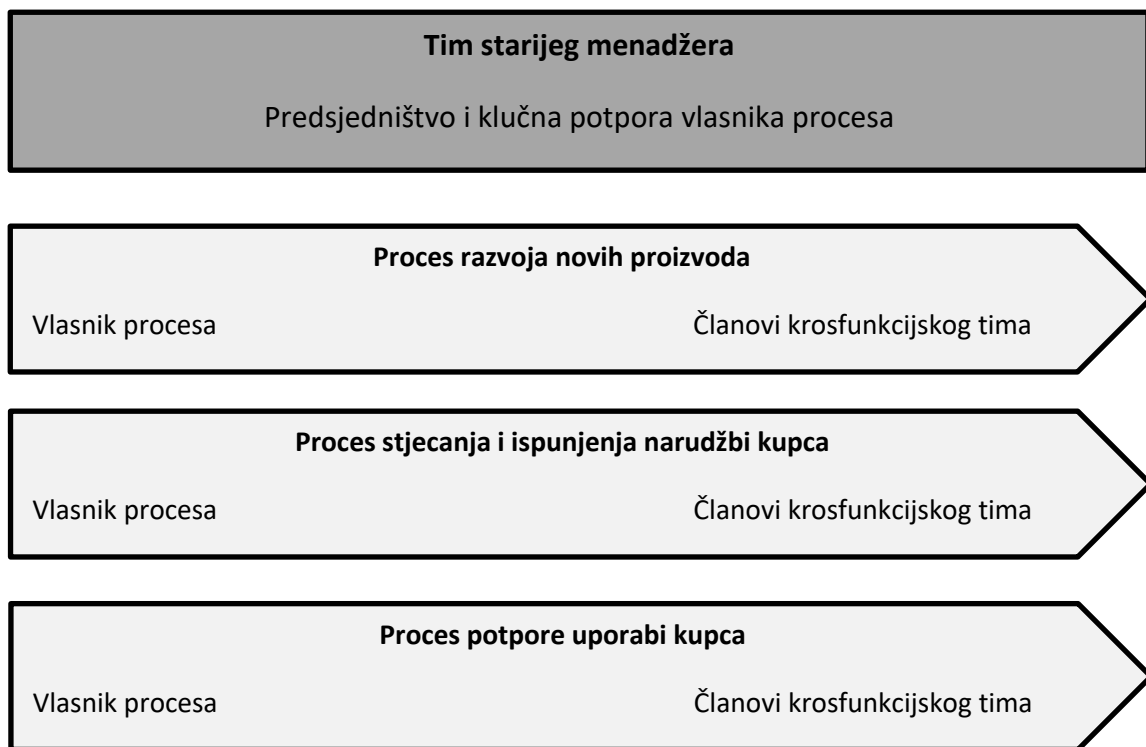 Tim starijeg menadžera
Predsjedništvo i klučna potpora vlasnika procesa
Proces razvoja novih proizvoda
Vlasnik procesa
Članovi krosfunkcijskog tima
Proces stjecanja i ispunjenja narudžbi kupca
Vlasnik procesa
Članovi krosfunkcijskog tima
Proces potpore uporabi kupca
Vlasnik procesa
Članovi krosfunkcijskog tima